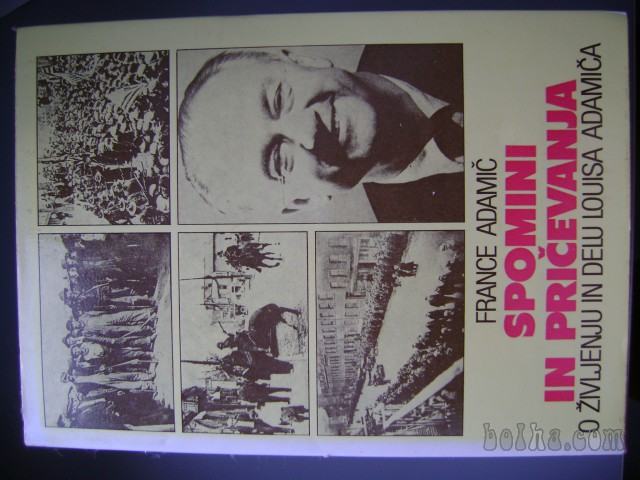 FRANCE ADAMIČ
SPOMINI
IN PRIČEVANJA
O ŽIVLJENJU IN DELU LOUISA ADAMIČA
bolha.com